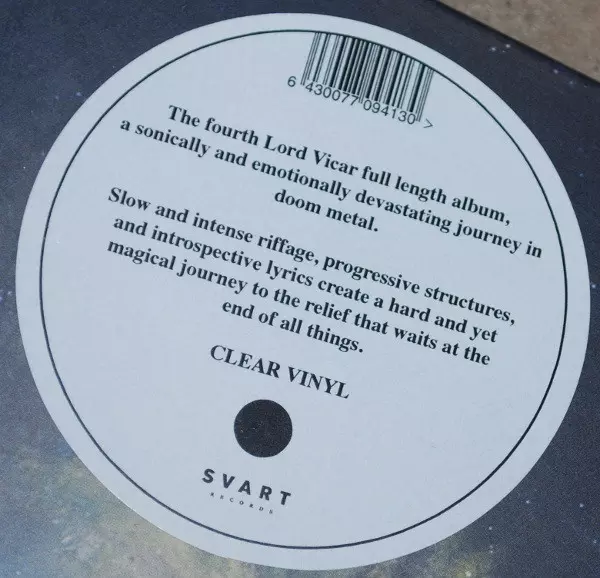 6 430077 094130 >
The fourth Lord Vicar full length album,
a sonically and emotionally devastating journey in
doom metal.
Slow and intense riffage, progressive structures,
and introspective lyrics create a hard and yet
magical journey to the relief that waits at the
end of all things.
CLEAR VINYL
SVART
RECORDS